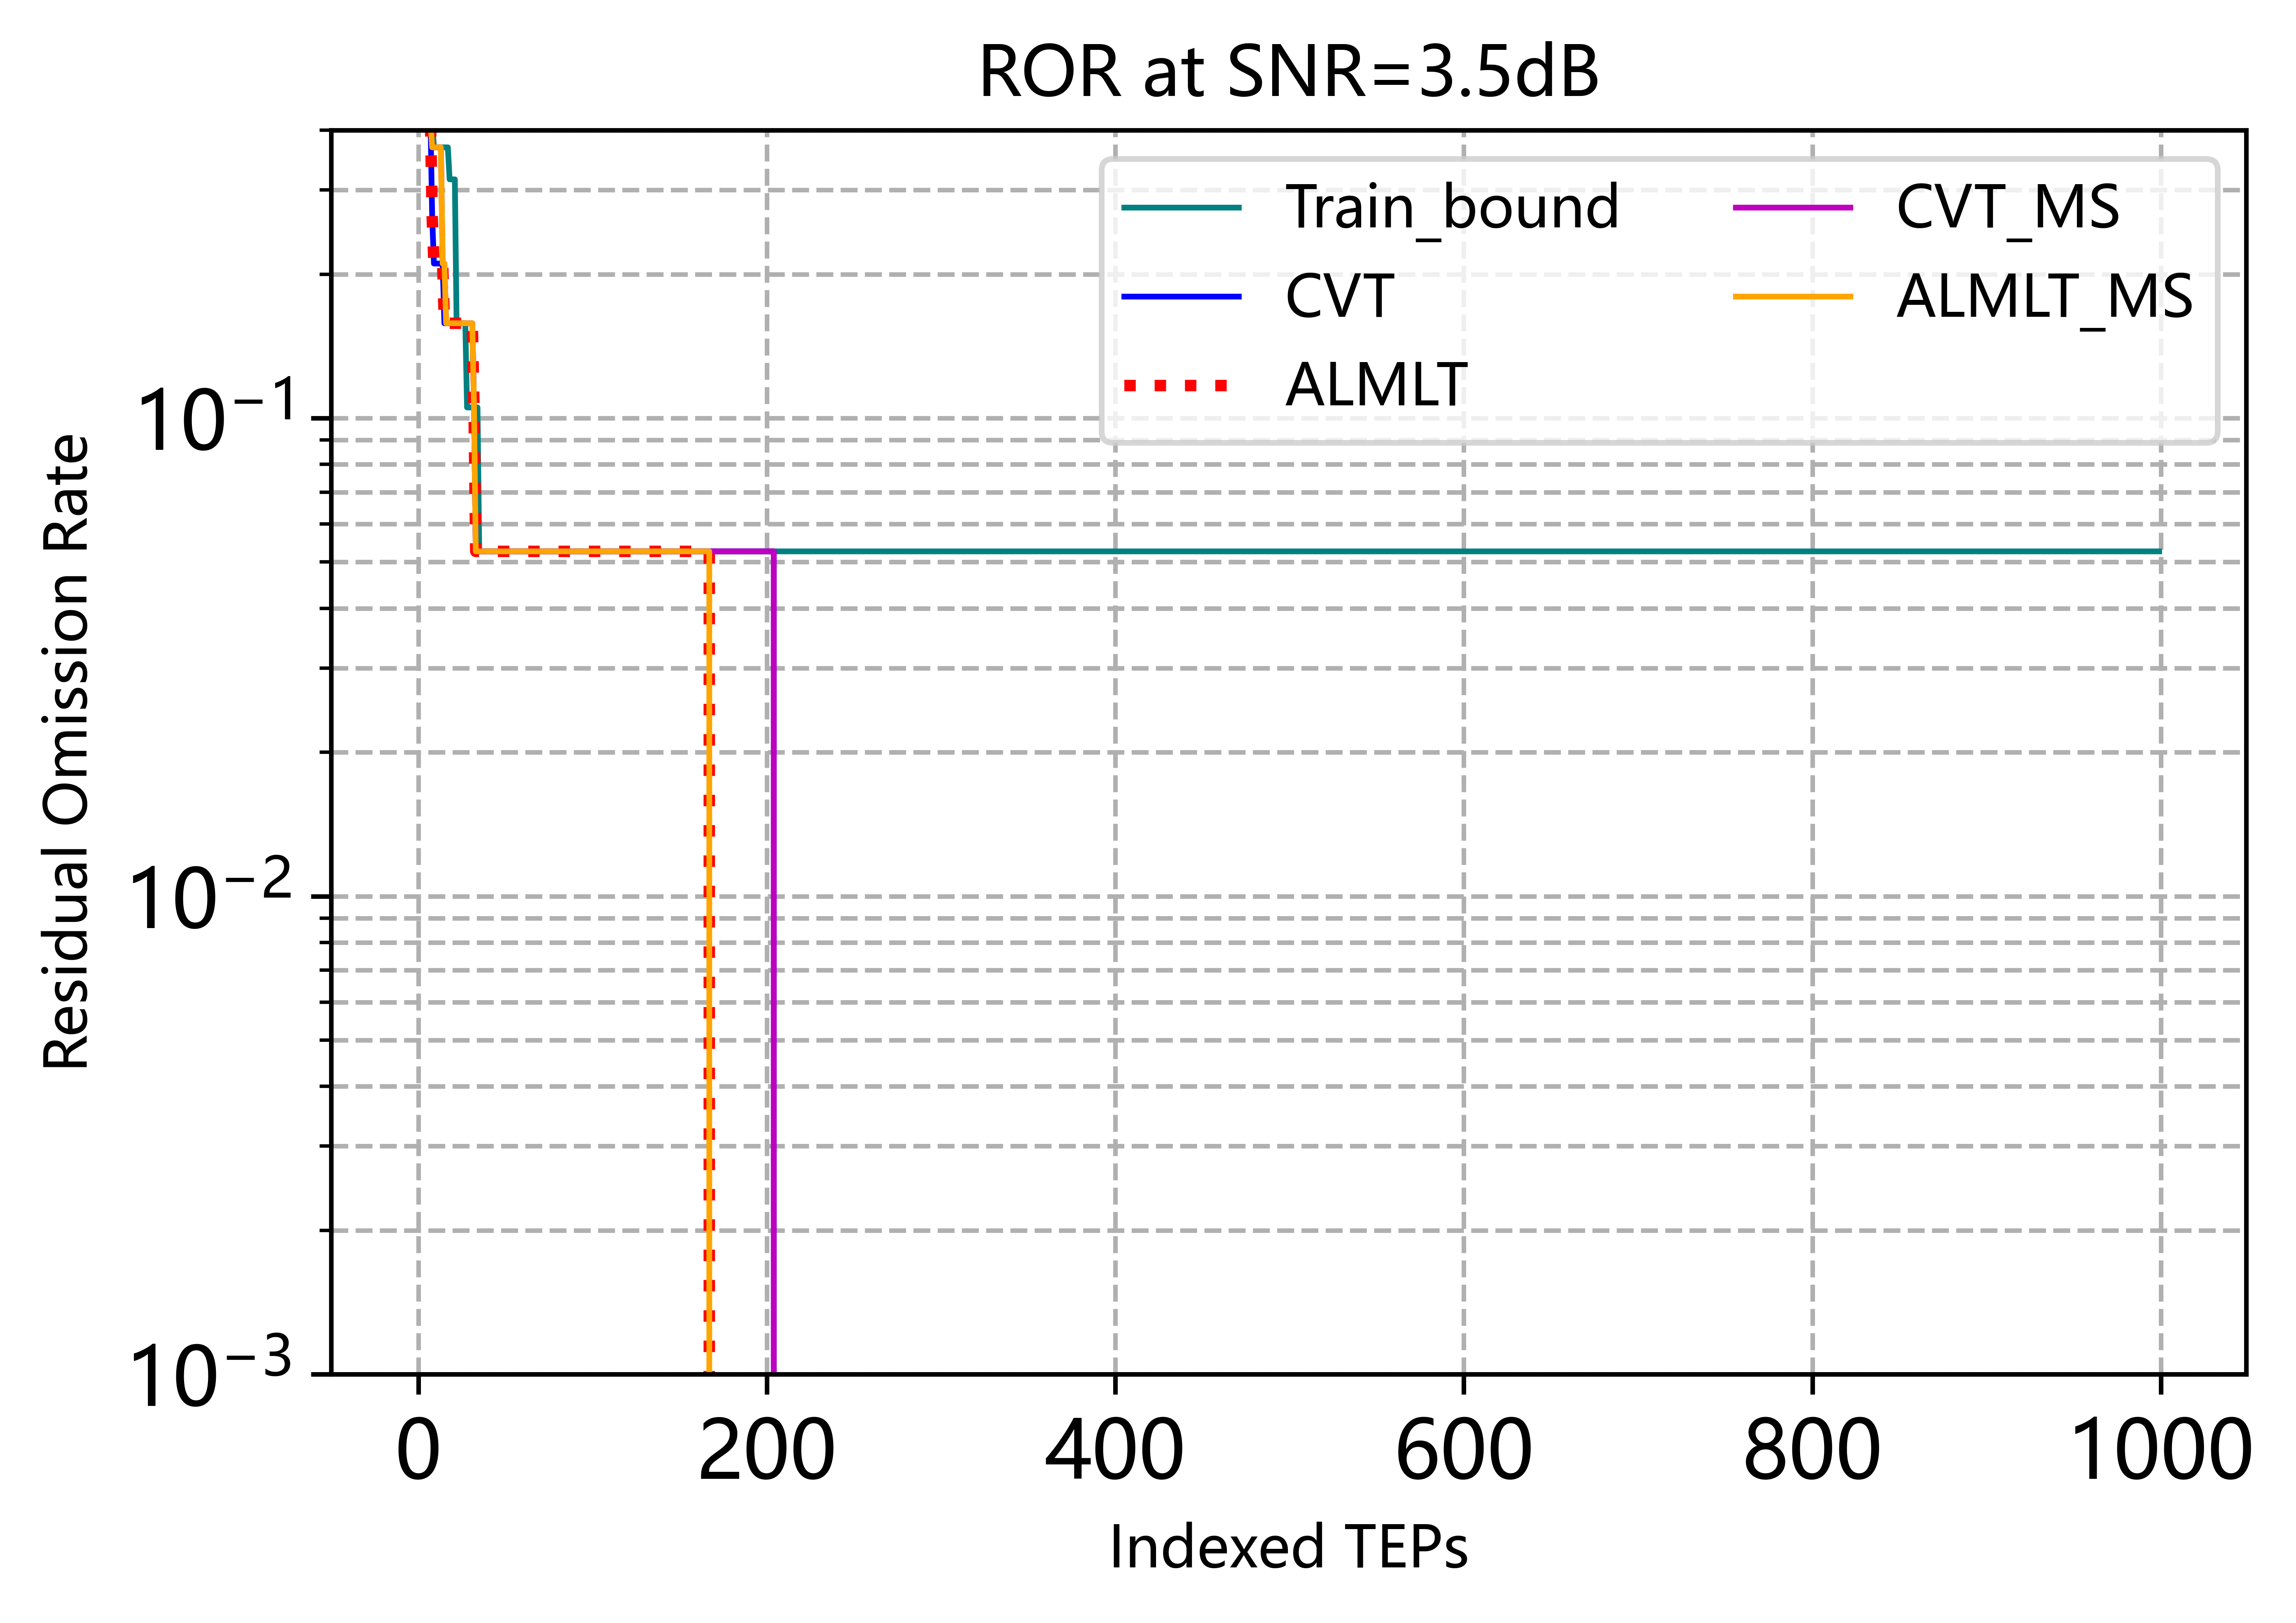 ROR at SNR=3.5dB
Train_bound
CVT
ALMLT
CVT_MS
ALMLT_MS
Residual Omission Rate
10⁻¹
10⁻²
10⁻³
0 200 400 600 800 1000
Indexed TEPs